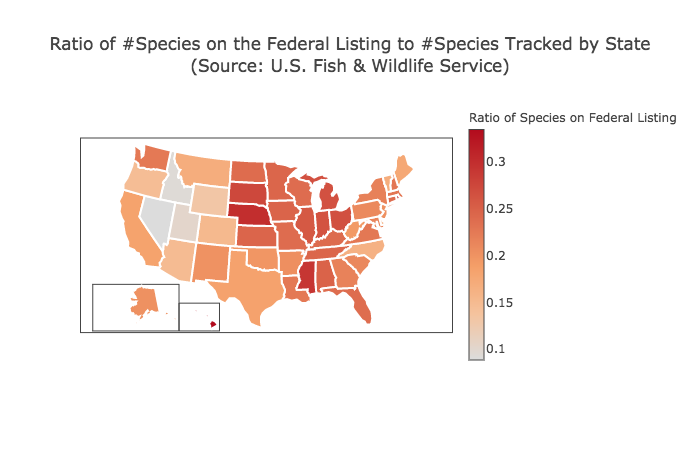 Ratio of #Species on the Federal Listing to #Species Tracked by State
(Source: U.S. Fish & Wildlife Service)
Ratio of Species on Federal Listing
0.3
0.25
0.2
0.15
0.1